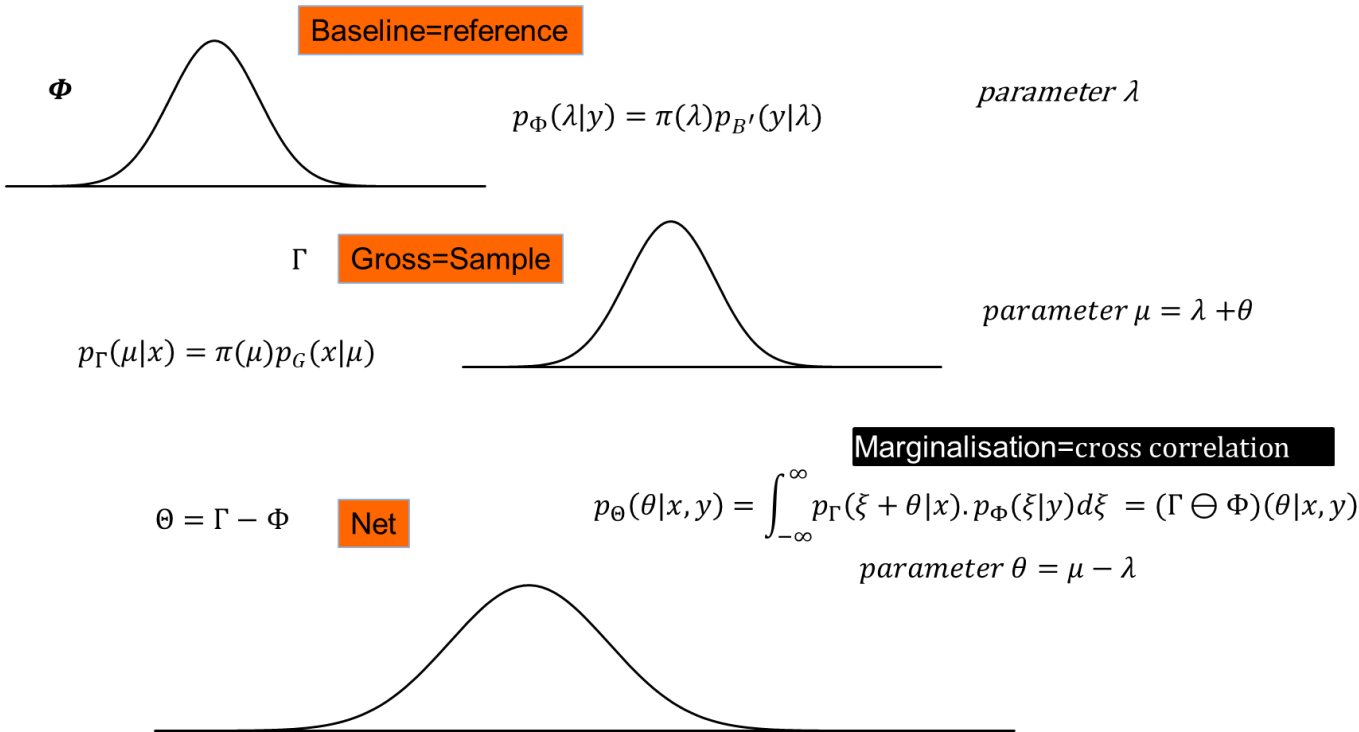 Baseline=reference
Φ
p_Φ(λ|y) = π(λ)p_B′(y|λ)
parameter λ
Γ
Gross=Sample
parameter μ = λ +θ
p_Γ(μ|x) = π(μ)p_G(x|μ)
Marginalisation=cross correlation
Θ = Γ − Φ
Net
p_Θ(θ|x, y) = ∫_{−∞}^{∞} p_Γ(ξ + θ|x). p_Φ(ξ|y)dξ = (Γ ⊖ Φ)(θ|x, y)
parameter θ = μ − λ